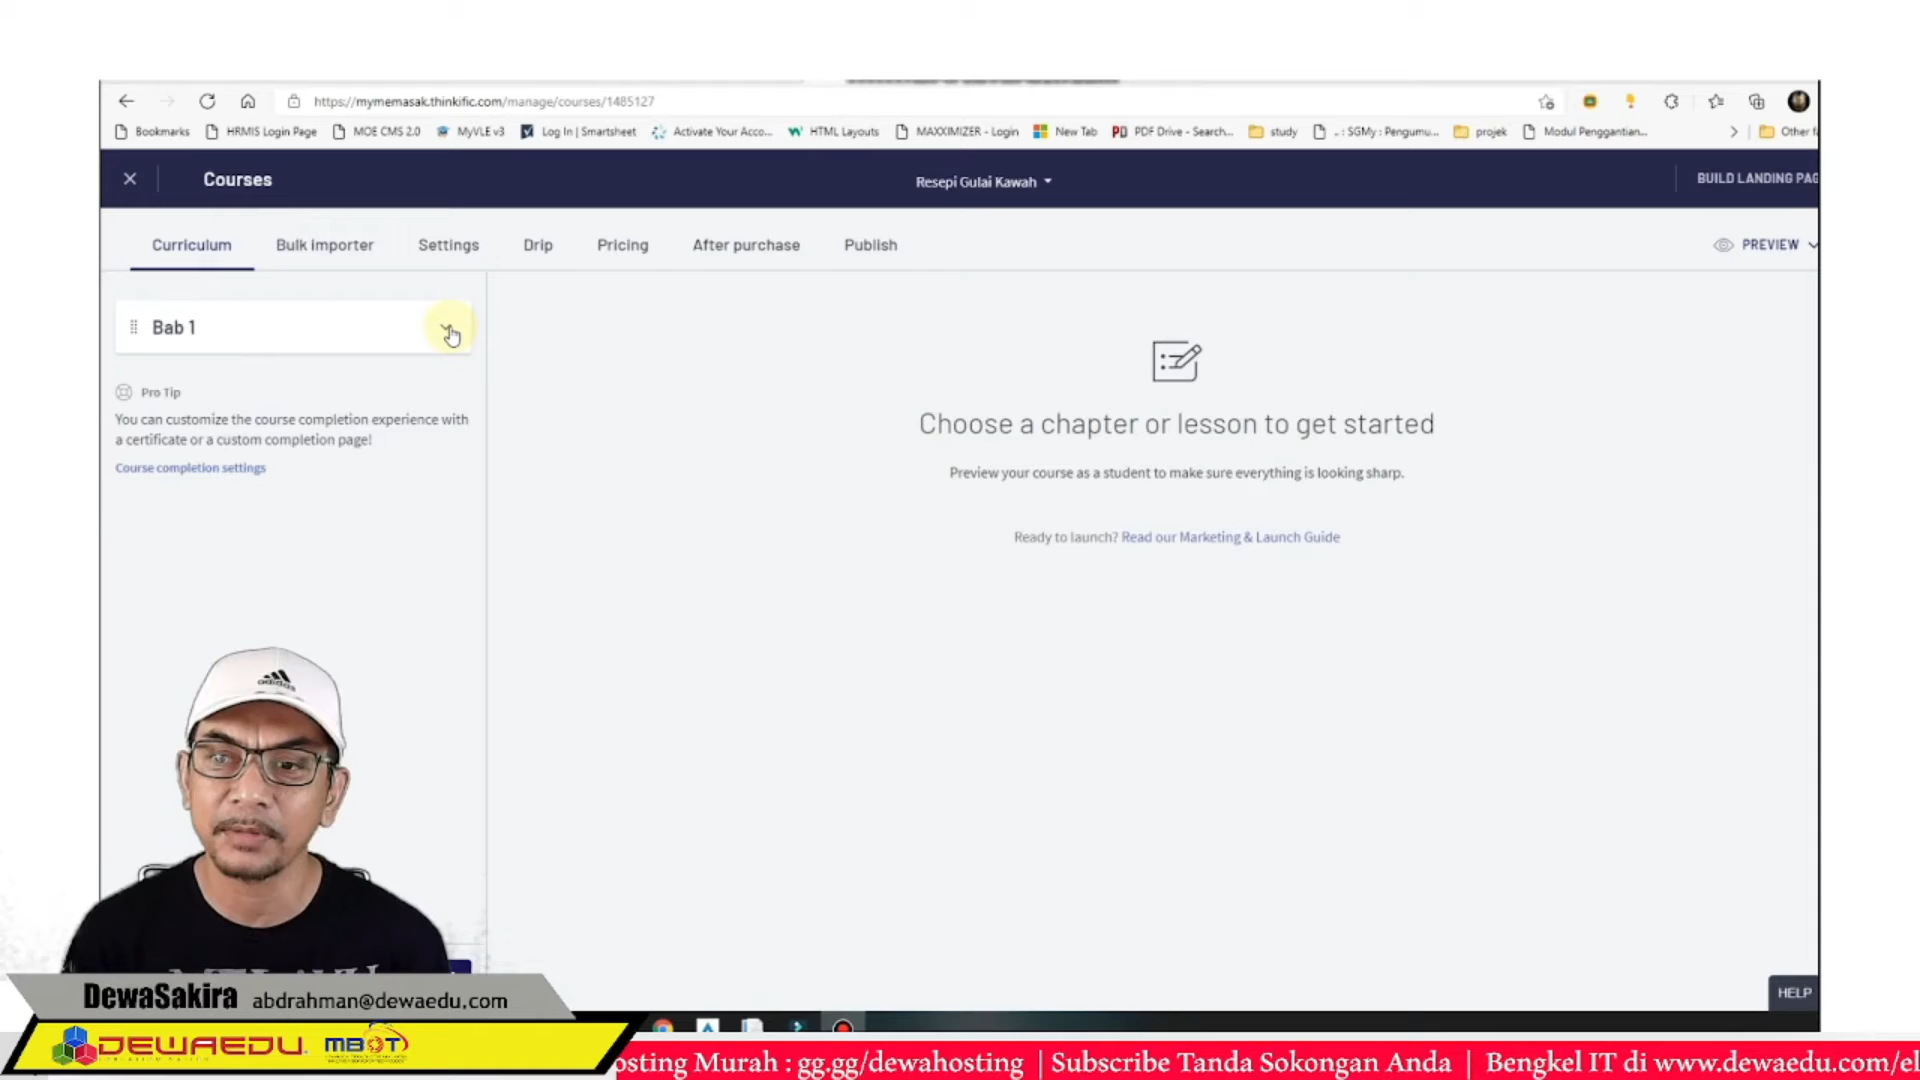 https://mymemasak.thinkific.com/manage/courses/1485127
Bookmarks HRMIS Login Page MOE CMS 2.0 MyVLE v3 Log In | Smartsheet Activate Your Acco... HTML Layouts MAXXIMIZER - Login New Tab PDF Drive - Search... study ..: SGMy : Pengumu... projek Modul Penggantian... Other
Courses
Resepi Gulai Kawah
BUILD LANDING PAG
Curriculum Bulk importer Settings Drip Pricing After purchase Publish
PREVIEW
Bab 1
Pro Tip
You can customize the course completion experience with
a certificate or a custom completion page!
Course completion settings
Choose a chapter or lesson to get started
Preview your course as a student to make sure everything is looking sharp.
Ready to launch? Read our Marketing & Launch Guide
adidas
HELP
DewaSakira abdrahman@dewaedu.com
DEWAEDU MBOT
osting Murah : gg.gg/dewahosting | Subscribe Tanda Sokongan Anda | Bengkel IT di www.dewaedu.com/el